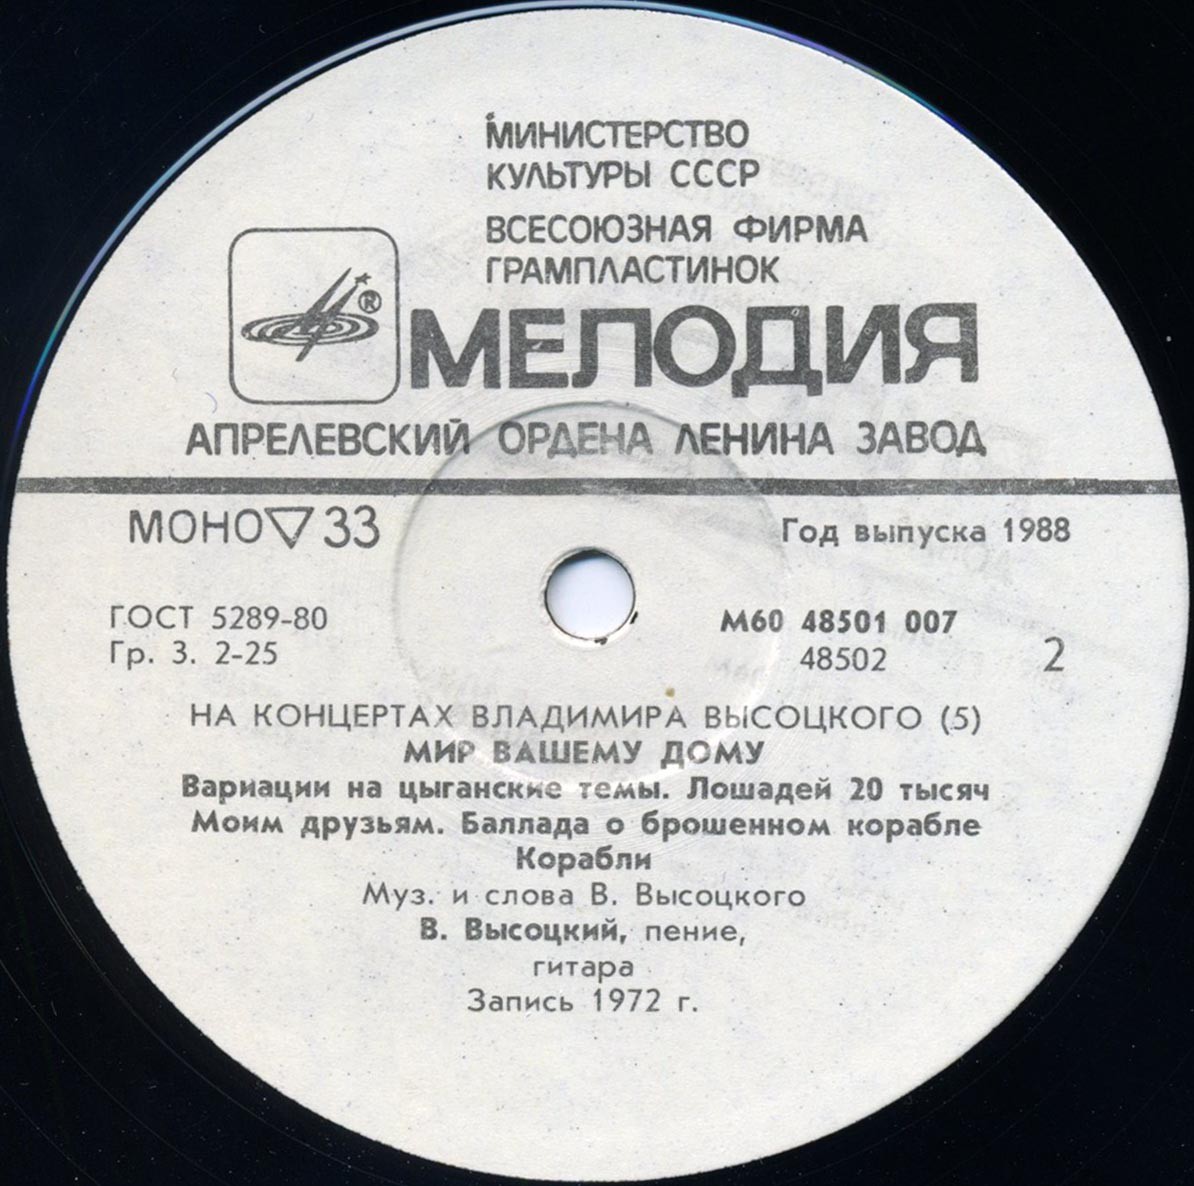 МИНИСТЕРСТВО
КУЛЬТУРЫ СССР
ВСЕСОЮЗНАЯ ФИРМА
ГРАМПЛАСТИНОК
®
МЕЛОДИЯ
АПРЕЛЕВСКИЙ ОРДЕНА ЛЕНИНА ЗАВОД
МОНО▽33
Год выпуска 1988
ГОСТ 5289-80
Гр. 3. 2-25
М60 48501 007
48502
2
НА КОНЦЕРТАХ ВЛАДИМИРА ВЫСОЦКОГО (5)
МИР ВАШЕМУ ДОМУ
Вариации на цыганские темы. Лошадей 20 тысяч
Моим друзьям. Баллада о брошенном корабле
Корабли
Муз. и слова В. Высоцкого
В. Высоцкий, пение,
гитара
Запись 1972 г.